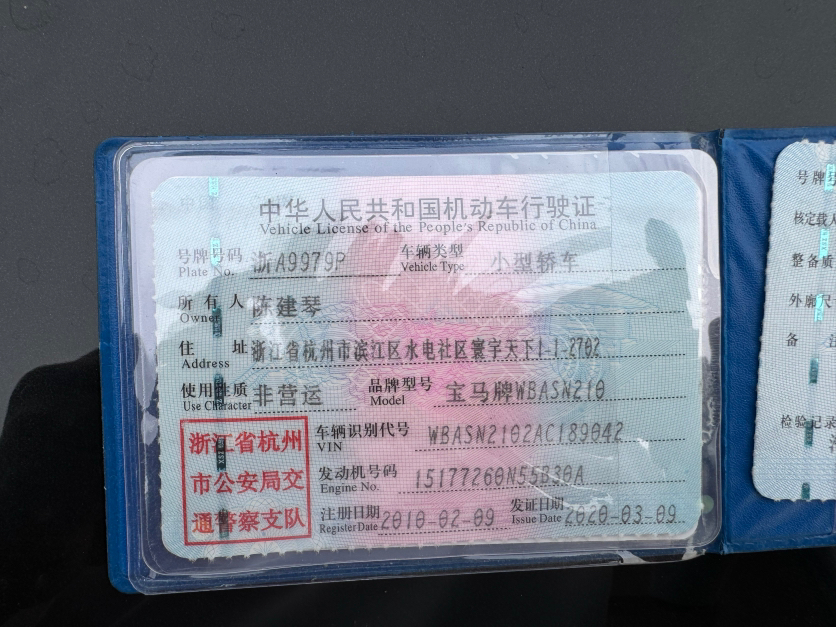 中华人民共和国机动车行驶证
Vehicle License of the People's Republic of China
号牌号码 浙A9979P 车辆类型 小型轿车
Plate No. Vehicle Type
所有人 陈建琴
Owner
住址 浙江省杭州市滨江区水电社区寰宇天下1-1-2702
Address
使用性质 非营运 品牌型号 宝马牌WBASN210
Use Character Model
浙江省杭州
市公安局交
通警察支队
车辆识别代号 WBASN2102AC189042
VIN
发动机号码 15177260N55B30A
Engine No.
注册日期 2010-02-09 发证日期 2020-03-09
Register Date Issue Date
号牌
核定载人
整备质
外廓尺
备注
检验记录